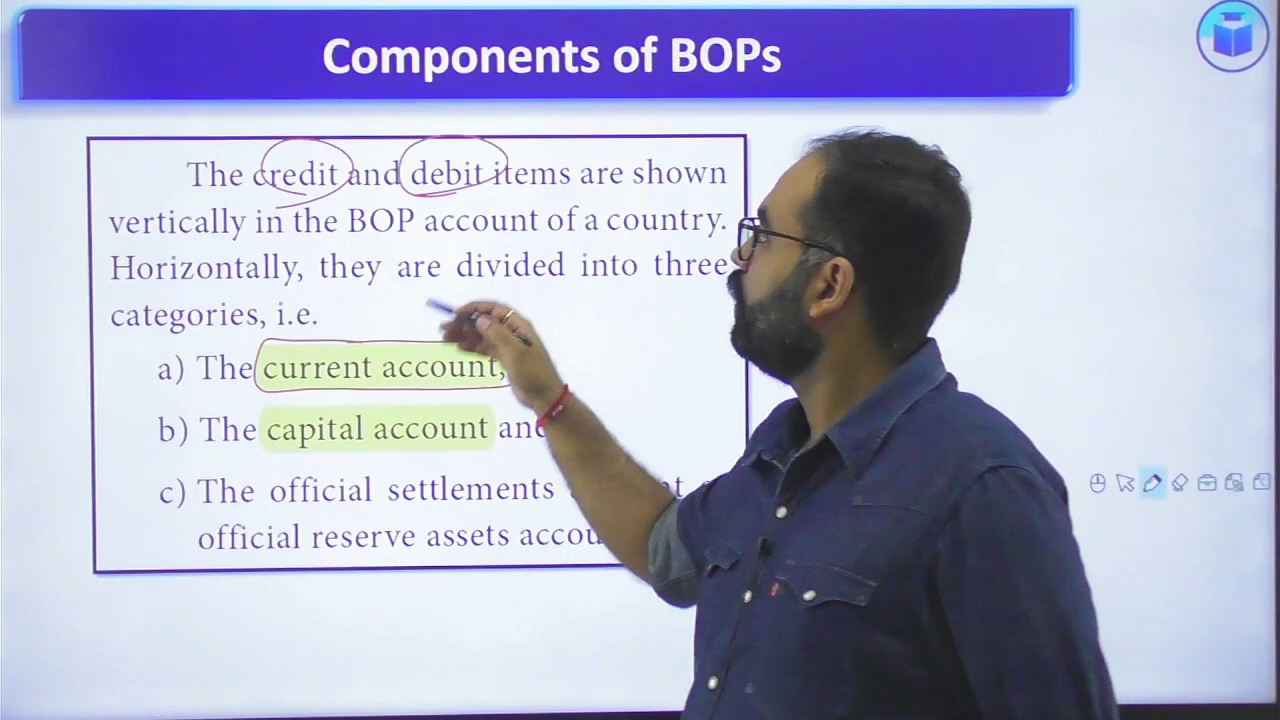 Components of BOPs
The credit and debit items are shown
vertically in the BOP account of a country.
Horizontally, they are divided into three
categories, i.e.
a) The current account,
b) The capital account and
c) The official settlements
official reserve assets